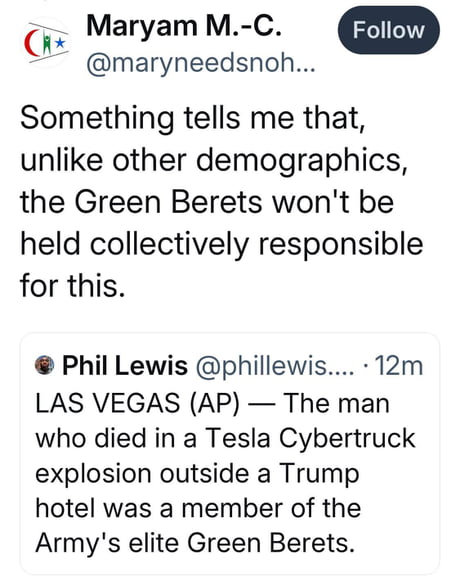 Maryam M.-C.
Follow
@maryneedsnoh...
Something tells me that,
unlike other demographics,
the Green Berets won't be
held collectively responsible
for this.
Phil Lewis @phillewis.... · 12m
LAS VEGAS (AP) — The man
who died in a Tesla Cybertruck
explosion outside a Trump
hotel was a member of the
Army's elite Green Berets.